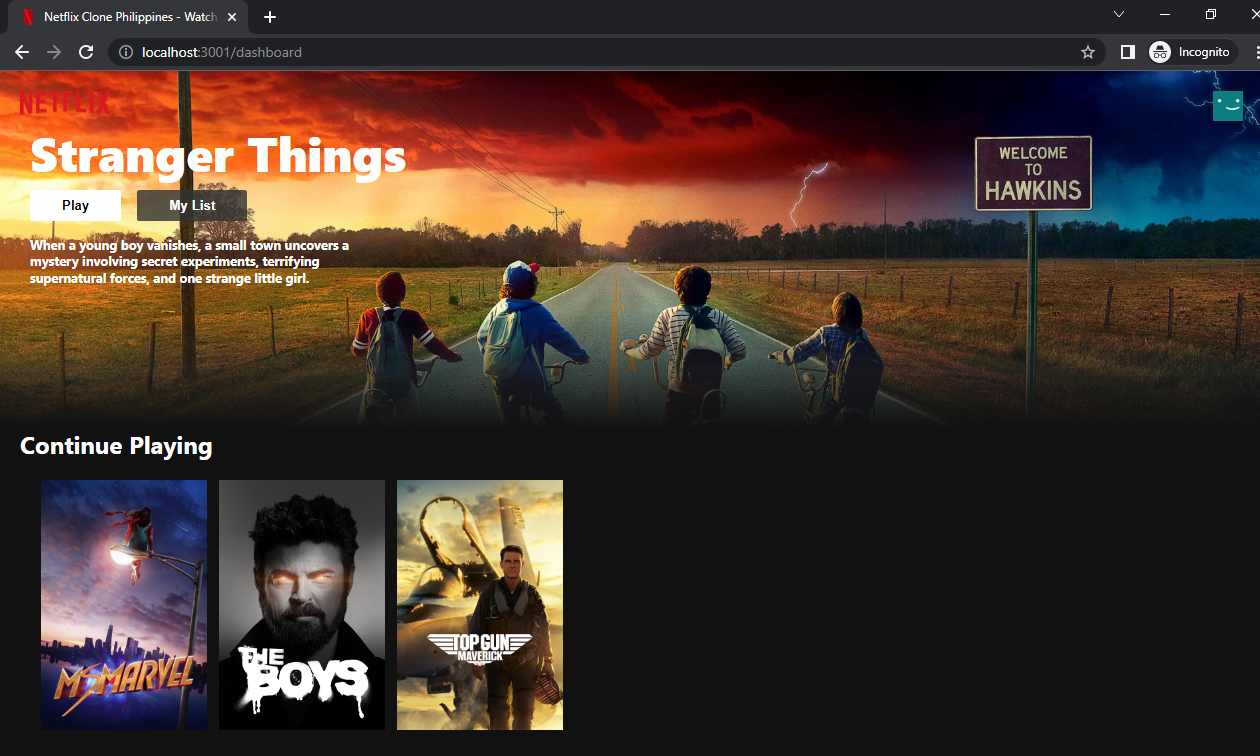 Netflix Clone Philippines - Watch
localhost:3001/dashboard
Incognito
NETFLIX
Stranger Things
Play
My List
When a young boy vanishes, a small town uncovers a
mystery involving secret experiments, terrifying
supernatural forces, and one strange little girl.
WELCOME
TO
HAWKINS
Continue Playing
MS MARVEL
THE
BOYS
TOP GUN
MAVERICK